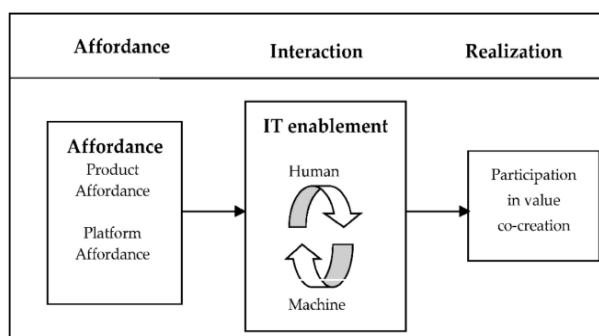 Affordance
Interaction
Realization
Affordance
Product
Affordance
Platform
Affordance
IT enablement
Human
Machine
Participation
in value
co-creation